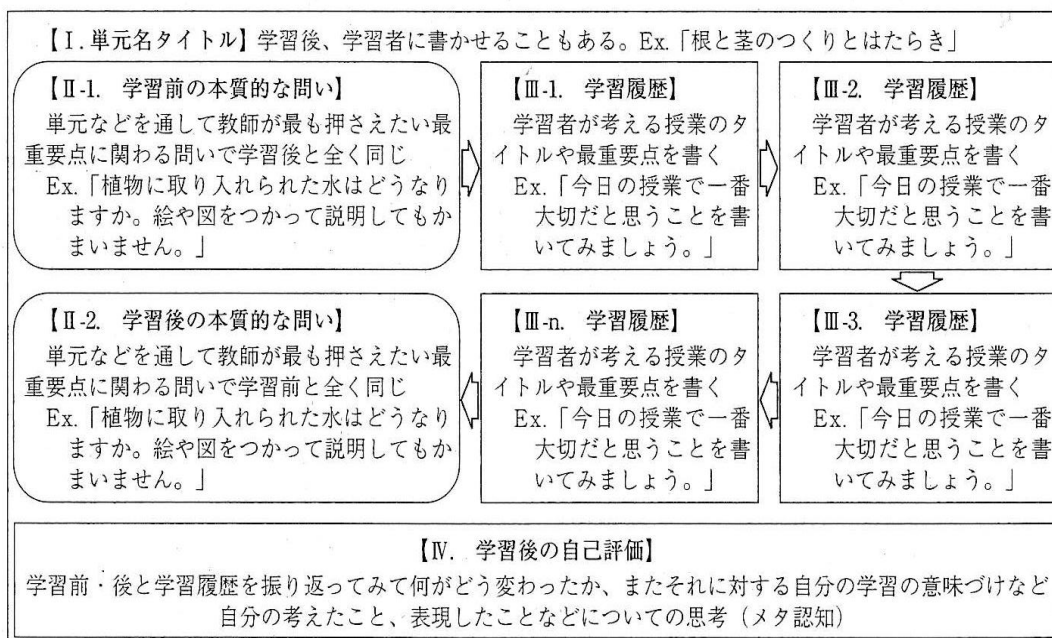 【Ⅰ. 単元名タイトル】学習後、学習者に書かせることもある。Ex.「根と茎のつくりとはたらき」
【Ⅱ-1. 学習前の本質的な問い】
単元などを通して教師が最も押さえたい最
重要点に関わる問いで学習後と全く同じ
Ex.「植物に取り入れられた水はどうなり
ますか。絵や図をつかって説明してもか
まいません。」
【Ⅲ-1. 学習履歴】
学習者が考える授業のタ
イトルや最重要点を書く
Ex.「今日の授業で一番
大切だと思うことを書
いてみましょう。」
【Ⅲ-2. 学習履歴】
学習者が考える授業のタ
イトルや最重要点を書く
Ex.「今日の授業で一番
大切だと思うことを書
いてみましょう。」
【Ⅲ-3. 学習履歴】
学習者が考える授業のタ
イトルや最重要点を書く
Ex.「今日の授業で一番
大切だと思うことを書
いてみましょう。」
【Ⅲ-n. 学習履歴】
学習者が考える授業のタ
イトルや最重要点を書く
Ex.「今日の授業で一番
大切だと思うことを書
いてみましょう。」
【Ⅱ-2. 学習後の本質的な問い】
単元などを通して教師が最も押さえたい最
重要点に関わる問いで学習前と全く同じ
Ex.「植物に取り入れられた水はどうなり
ますか。絵や図をつかって説明してもか
まいません。」
【Ⅳ. 学習後の自己評価】
学習前・後と学習履歴を振り返ってみて何がどう変わったか、またそれに対する自分の学習の意味づけなど
自分の考えたこと、表現したことなどについての思考（メタ認知）